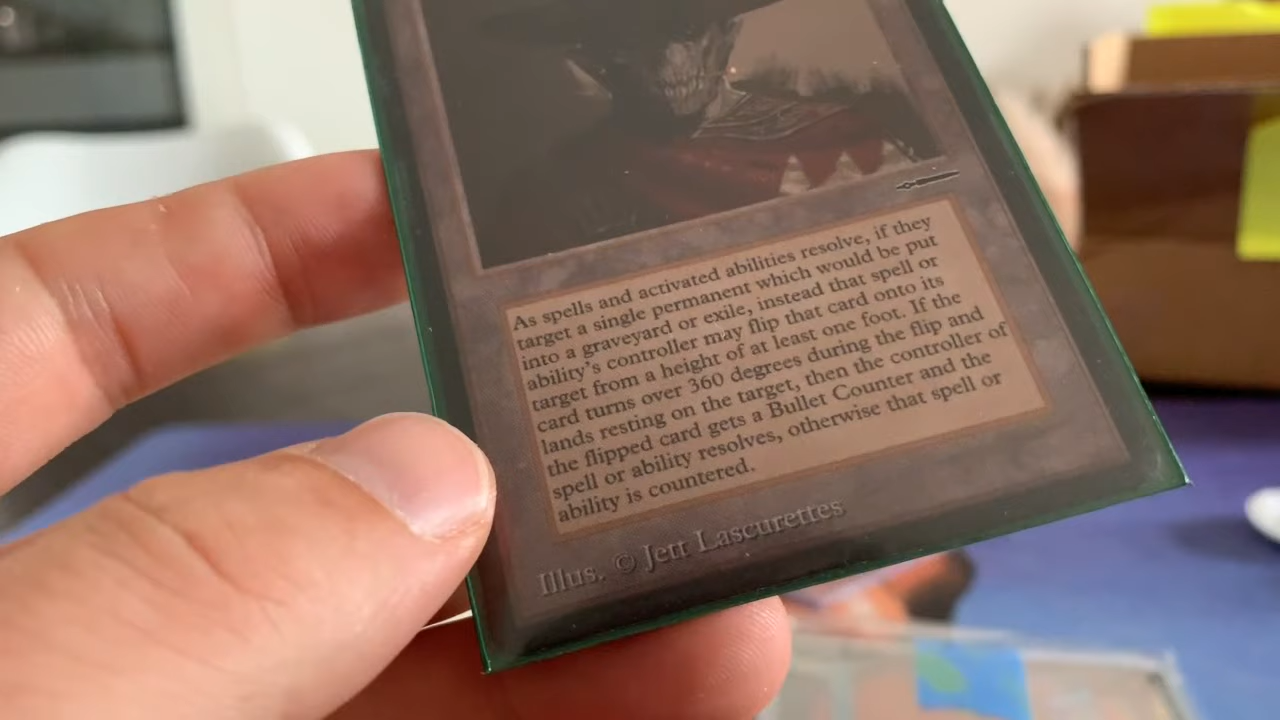 As spells and activated abilities resolve, if they
target a single permanent which would be put
into a graveyard or exile, instead that spell or
ability's controller may flip that card onto its
target from a height of at least one foot. If the
card turns over 360 degrees during the flip and
lands resting on the target, then the controller of
the flipped card gets a Bullet Counter and the
spell or ability resolves, otherwise that spell or
ability is countered.
Illus. © Jett Lascurettes